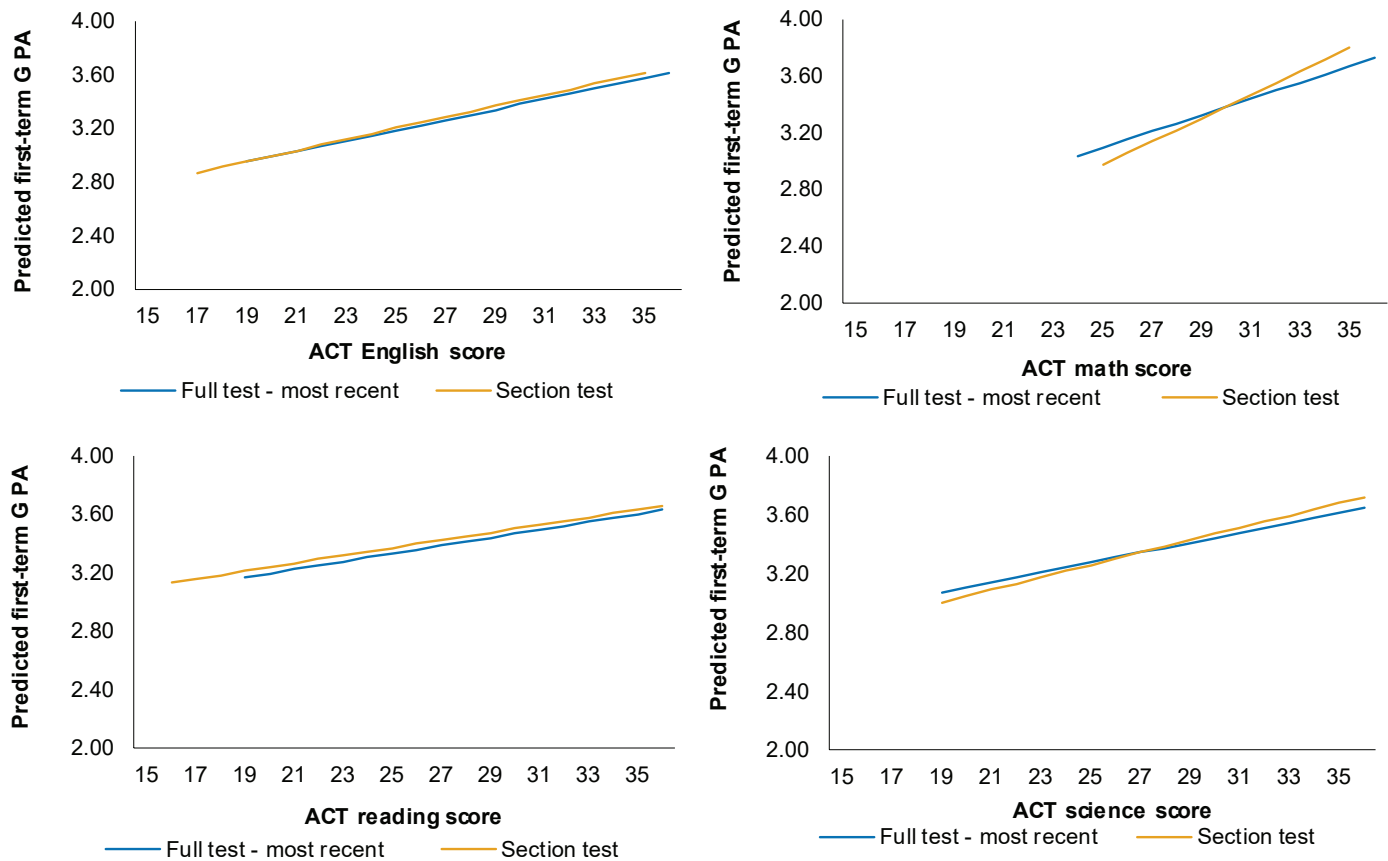 Predicted first-term G PA
4.00
3.60
3.20
2.80
2.40
2.00
15 17 19 21 23 25 27 29 31 33 35
ACT English score
Full test - most recent Section test
Predicted first-term G PA
4.00
3.60
3.20
2.80
2.40
2.00
15 17 19 21 23 25 27 29 31 33 35
ACT math score
Full test - most recent Section test
Predicted first-term G PA
4.00
3.60
3.20
2.80
2.40
2.00
15 17 19 21 23 25 27 29 31 33 35
ACT reading score
Full test - most recent Section test
Predicted first-term G PA
4.00
3.60
3.20
2.80
2.40
2.00
15 17 19 21 23 25 27 29 31 33 35
ACT science score
Full test - most recent Section test